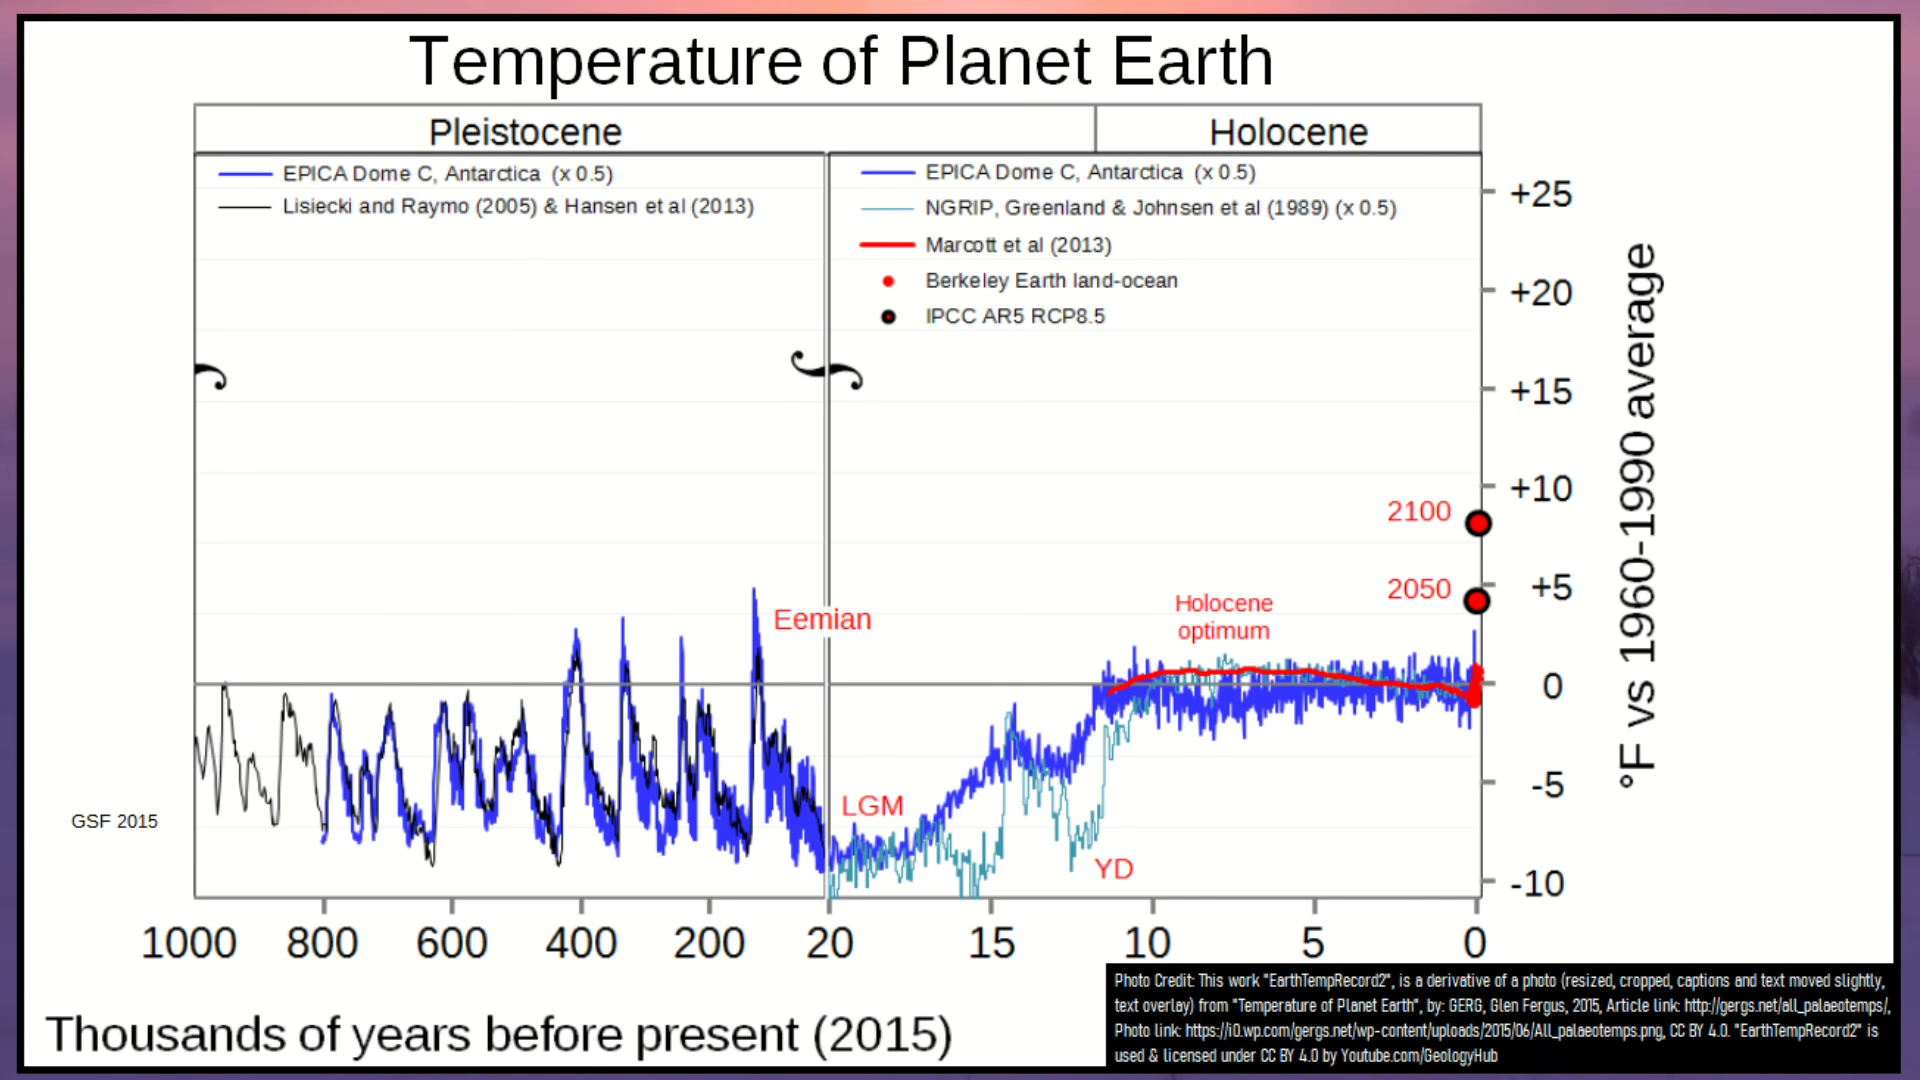 Temperature of Planet Earth
Pleistocene
Holocene
EPICA Dome C, Antarctica (x 0.5)
Lisiecki and Raymo (2005) & Hansen et al (2013)
EPICA Dome C, Antarctica (x 0.5)
NGRIP, Greenland & Johnsen et al (1989) (x 0.5)
Marcott et al (2013)
Berkeley Earth land-ocean
IPCC AR5 RCP8.5
+25
+20
+15
+10
+5
0
-5
-10
°F vs 1960-1990 average
2100
2050
Holocene
optimum
Eemian
LGM
YD
GSF 2015
1000 800 600 400 200 20 15 10 5 0
Thousands of years before present (2015)
Photo Credit: This work "EarthTempRecord2", is a derivative of a photo (resized, cropped, captions and text moved slightly,
text overlay) from "Temperature of Planet Earth", by: GERG, Glen Fergus, 2015, Article link: http://gergs.net/all_palaeotemps/,
Photo link: https://i0.wp.com/gergs.net/wp-content/uploads/2015/06/All_palaeotemps.png, CC BY 4.0. "EarthTempRecord2" is
used & licensed under CC BY 4.0 by Youtube.com/GeologyHub